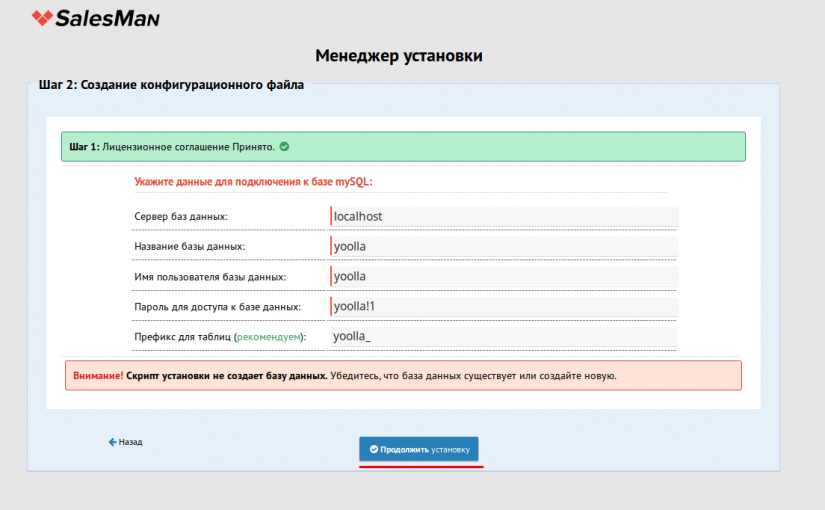 SalesMan
Менеджер установки
Шаг 2: Создание конфигурационного файла
Шаг 1: Лицензионное соглашение Принято.
Укажите данные для подключения к базе mySQL:
Сервер баз данных: localhost
Название базы данных: yoolla
Имя пользователя базы данных: yoolla
Пароль для доступа к базе данных: yoolla!1
Префикс для таблиц (рекомендуем): yoolla_
Внимание! Скрипт установки не создает базу данных. Убедитесь, что база данных существует или создайте новую.
Назад Продолжить установку